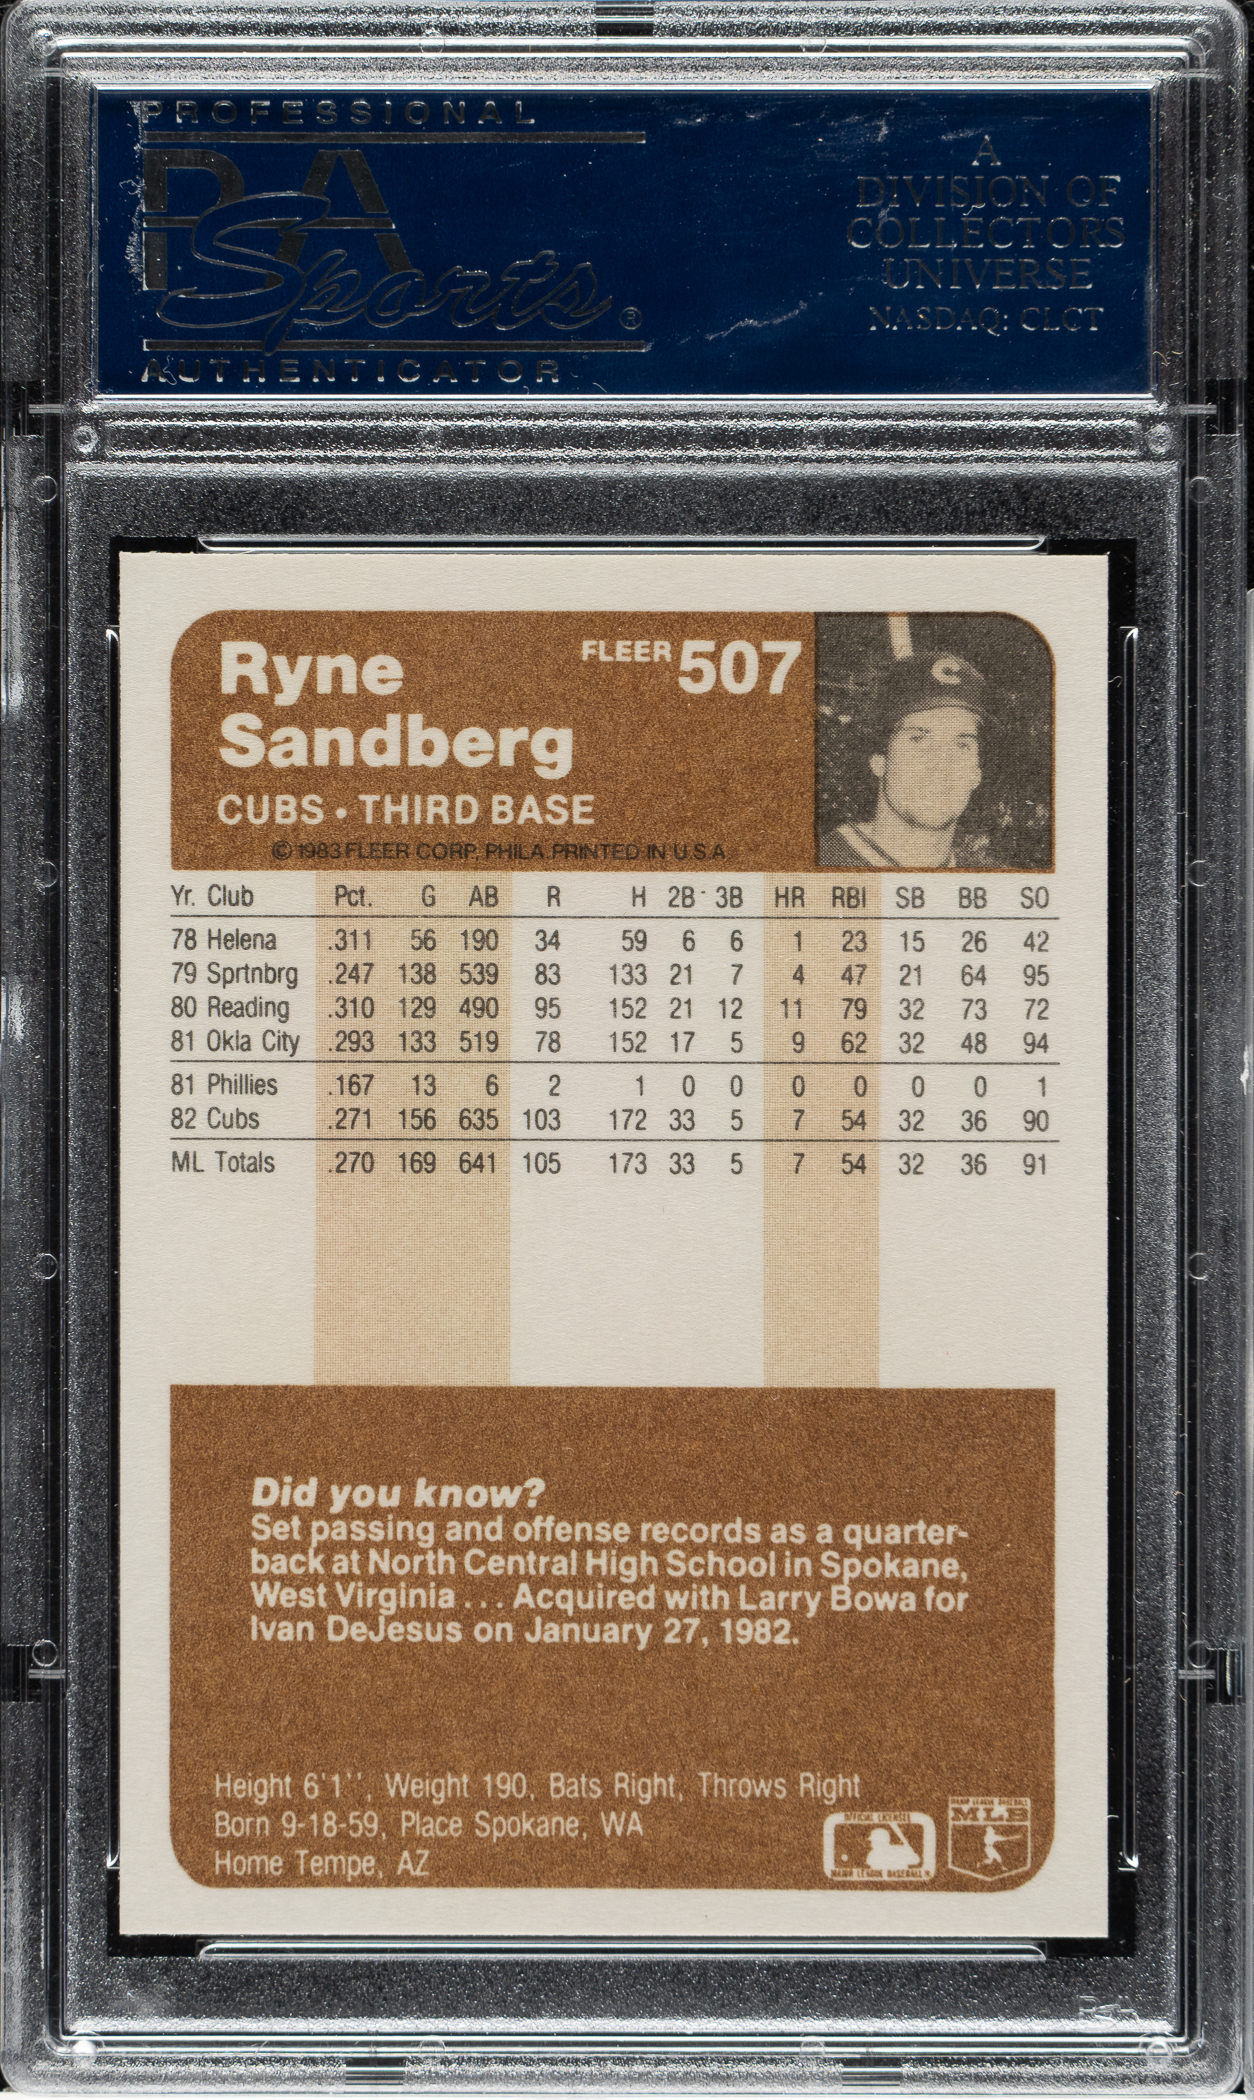 PROFESSIONAL
PSA
Sports®
AUTHENTICATOR
A
DIVISION OF
COLLECTORS
UNIVERSE
NASDAQ: CLCT
Ryne
Sandberg
FLEER 507
CUBS • THIRD BASE
© 1983 FLEER CORP. PHILA. PRINTED IN U.S.A.
Yr. Club Pct. G AB R H 2B 3B HR RBI SB BB SO
78 Helena .311 56 190 34 59 6 6 1 23 15 26 42
79 Sprtnbrg .247 138 539 83 133 21 7 4 47 21 64 95
80 Reading .310 129 490 95 152 21 12 11 79 32 73 72
81 Okla City .293 133 519 78 152 17 5 9 62 32 48 94
81 Phillies .167 13 6 2 1 0 0 0 0 0 0 1
82 Cubs .271 156 635 103 172 33 5 7 54 32 36 90
ML Totals .270 169 641 105 173 33 5 7 54 32 36 91
Did you know?
Set passing and offense records as a quarter-
back at North Central High School in Spokane,
West Virginia . . . Acquired with Larry Bowa for
Ivan DeJesus on January 27, 1982.
Height 6'1'', Weight 190, Bats Right, Throws Right
Born 9-18-59, Place Spokane, WA
Home Tempe, AZ
OFFICIAL LICENSEE
MAJOR LEAGUE BASEBALL
MAJOR LEAGUE BASEBALL
MLB
PSA